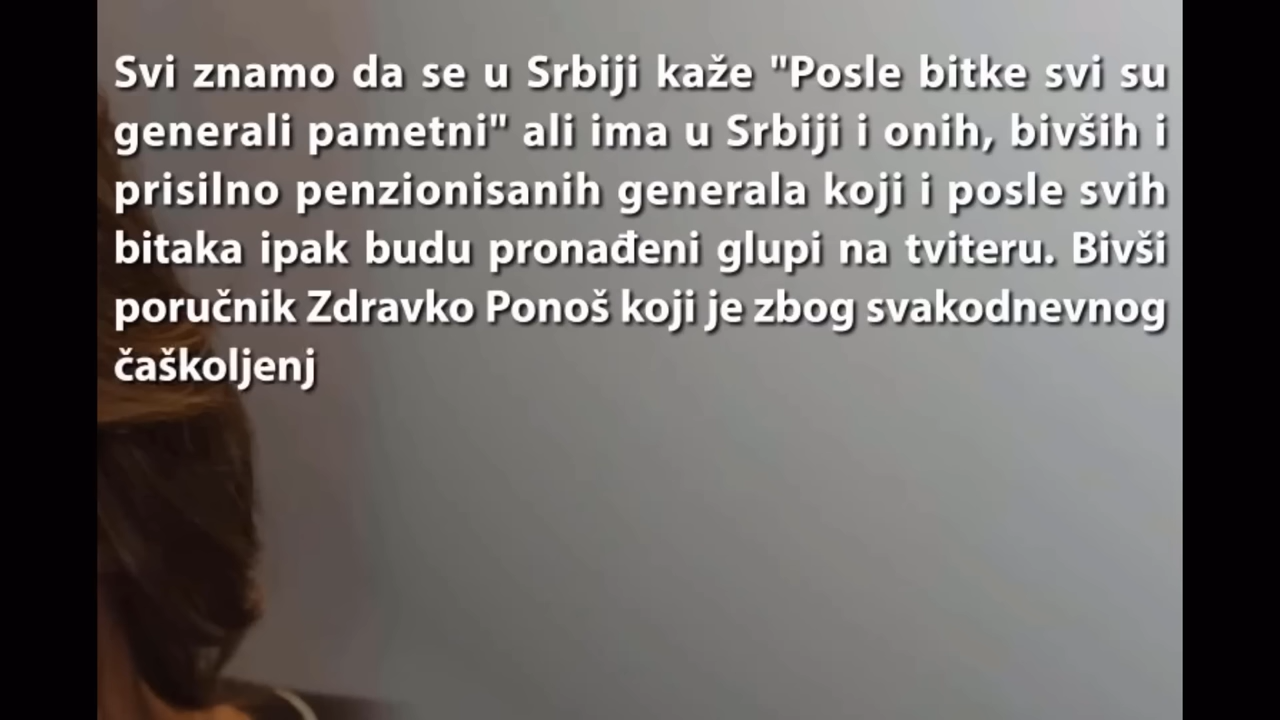 Svi znamo da se u Srbiji kaže "Posle bitke svi su
generali pametni" ali ima u Srbiji i onih, bivših i
prisilno penzionisanih generala koji i posle svih
bitaka ipak budu pronađeni glupi na tviteru. Bivši
poručnik Zdravko Ponoš koji je zbog svakodnevnog
čaškoljenj